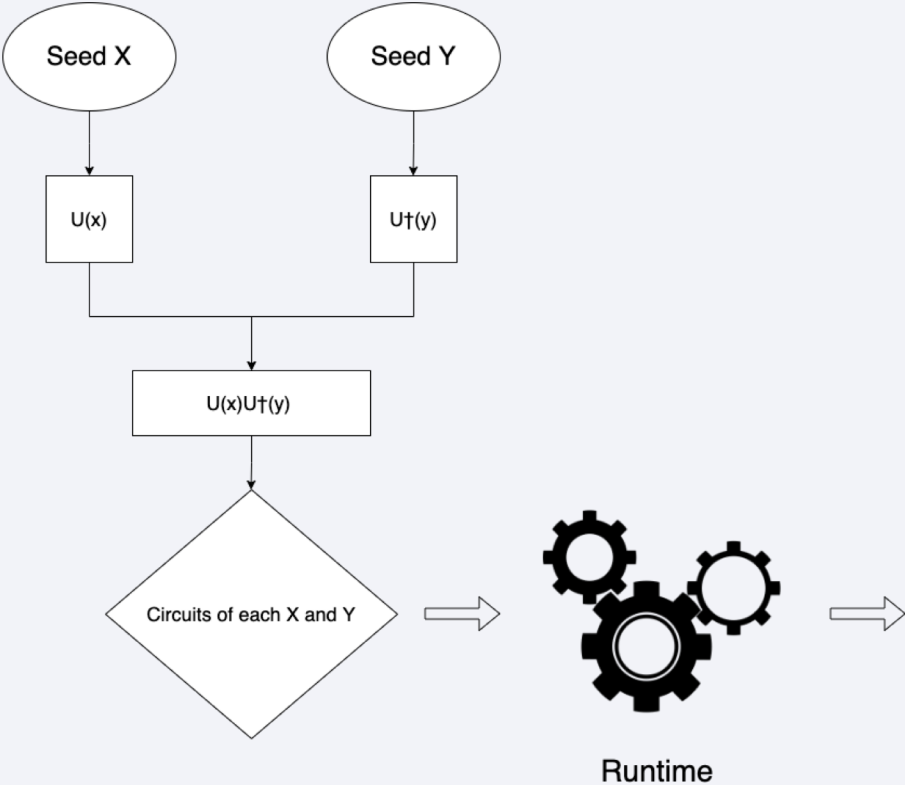 Seed X
Seed Y
U(x)
U†(y)
U(x)U†(y)
Circuits of each X and Y
Runtime